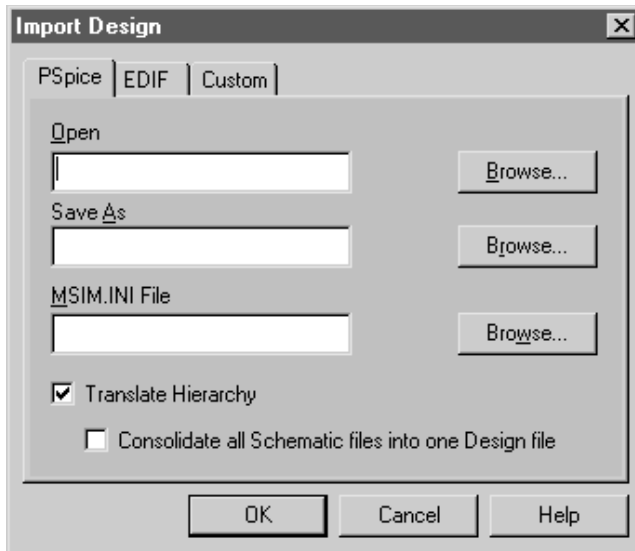 Import Design
PSpice EDIF Custom
Open
Browse...
Save As
Browse...
MSIM.INI File
Browse...
Translate Hierarchy
Consolidate all Schematic files into one Design file
OK Cancel Help